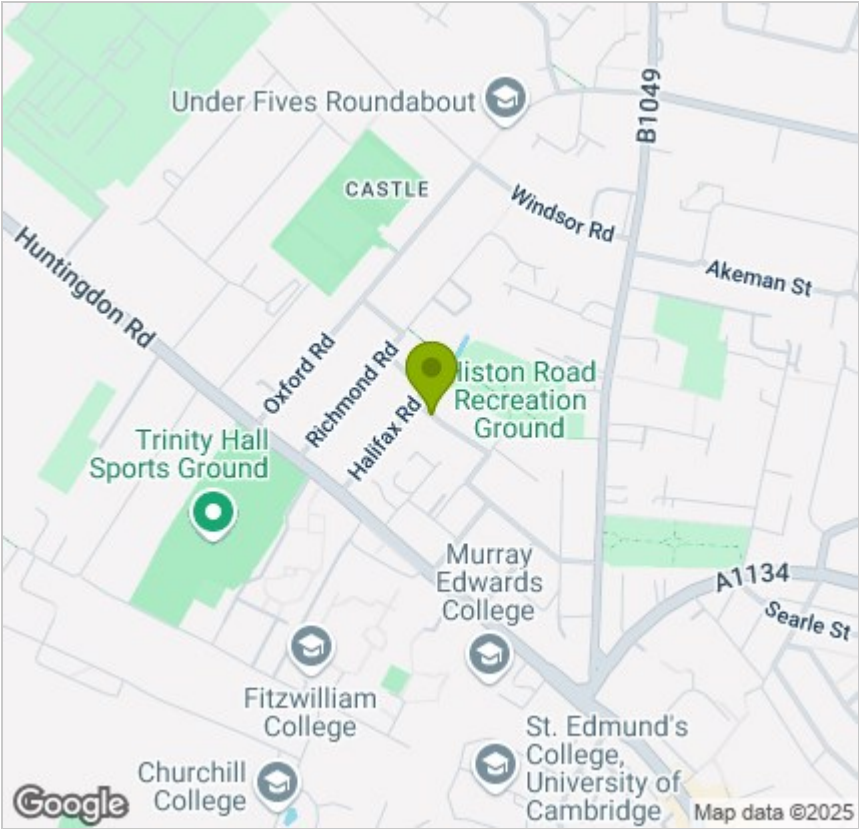 Under Fives Roundabout
B1049
CASTLE
Windsor Rd
Huntingdon Rd
Akeman St
Oxford Rd
Richmond Rd
Halifax Rd
Histon Road
Recreation
Ground
Trinity Hall
Sports Ground
Murray
Edwards
College
A1134
Searle St
Fitzwilliam
College
St. Edmund's
College,
University of
Cambridge
Churchill
College
Google
Map data ©2025